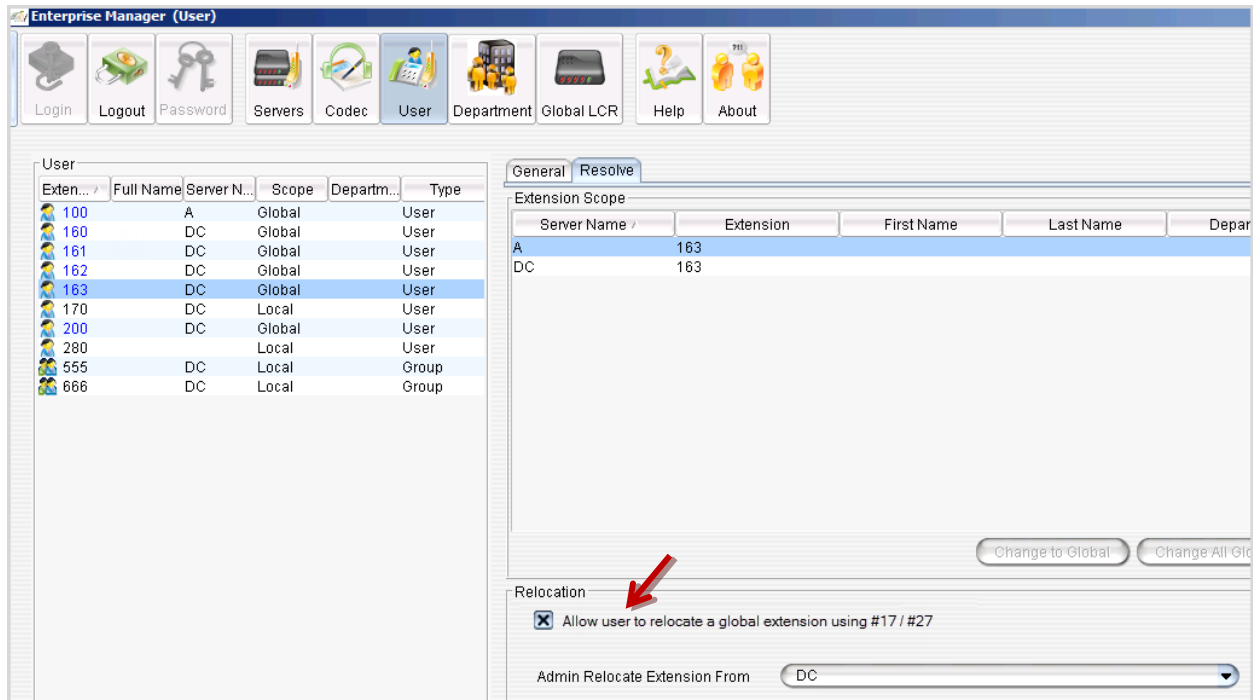 Enterprise Manager (User)
Login Logout Password Servers Codec User Department Global LCR Help ?!! About
User
Exten... / Full Name Server N... Scope Departm... Type
100 A Global User
160 DC Global User
161 DC Global User
162 DC Global User
163 DC Global User
170 DC Local User
200 DC Global User
280 Local User
555 DC Local Group
666 DC Local Group
General Resolve
Extension Scope
Server Name / Extension First Name Last Name Depar
A 163
DC 163
Change to Global Change All Glo
Relocation
Allow user to relocate a global extension using #17 / #27
Admin Relocate Extension From DC